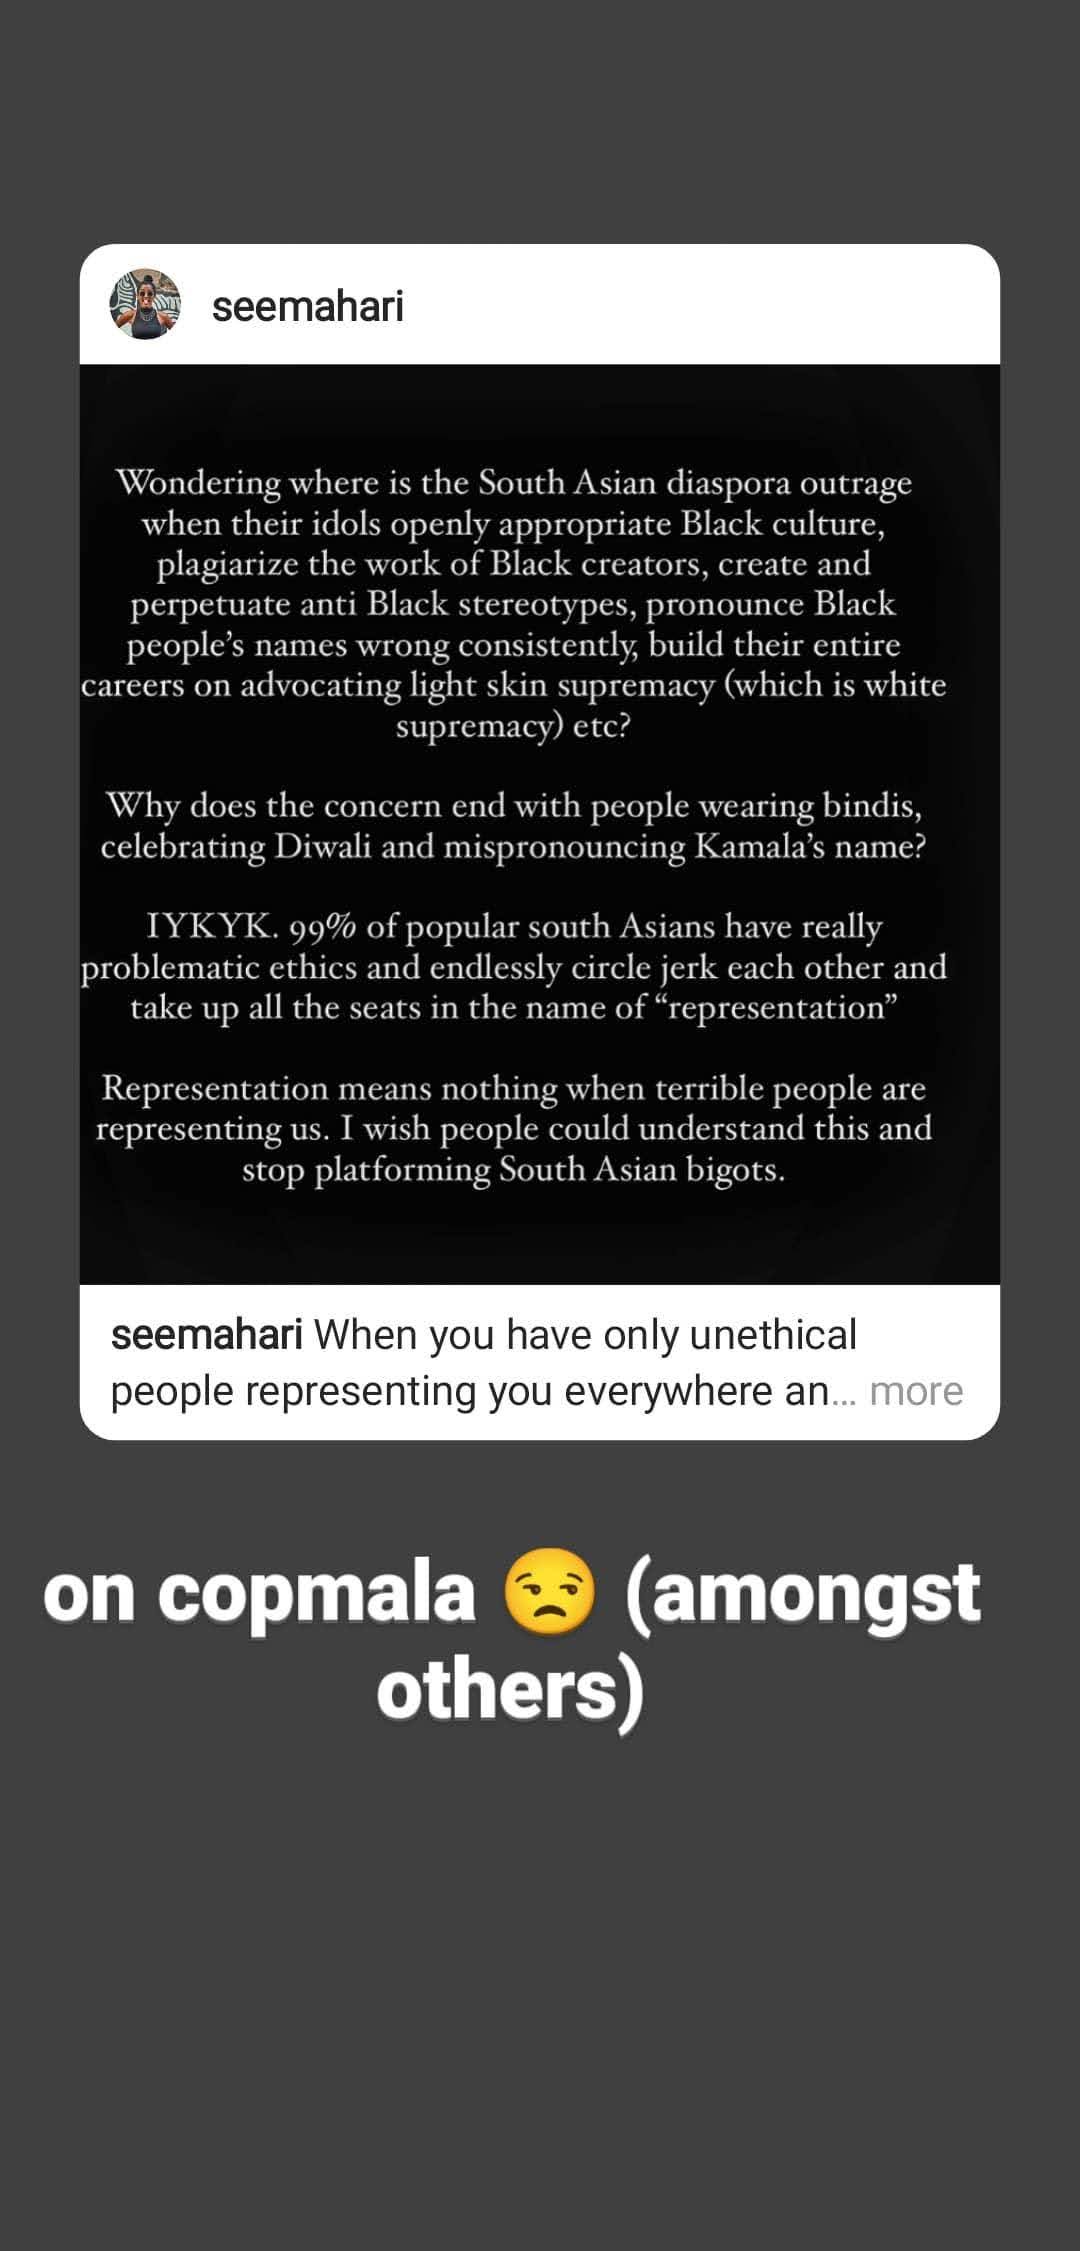 seemahari
Wondering where is the South Asian diaspora outrage
when their idols openly appropriate Black culture,
plagiarize the work of Black creators, create and
perpetuate anti Black stereotypes, pronounce Black
people’s names wrong consistently, build their entire
careers on advocating light skin supremacy (which is white
supremacy) etc?
Why does the concern end with people wearing bindis,
celebrating Diwali and mispronouncing Kamala’s name?
IYKYK. 99% of popular south Asians have really
problematic ethics and endlessly circle jerk each other and
take up all the seats in the name of “representation”
Representation means nothing when terrible people are
representing us. I wish people could understand this and
stop platforming South Asian bigots.
seemahari When you have only unethical
people representing you everywhere an... more
on copmala 😒 (amongst
others)